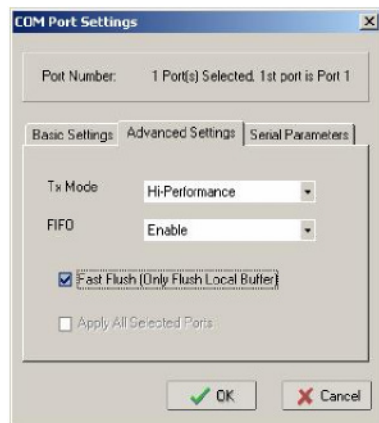 COM Port Settings
Port Number: 1 Port(s) Selected. 1st port is Port 1
Basic Settings Advanced Settings Serial Parameters
Tx Mode Hi-Performance
FIFO Enable
Fast Flush (Only Flush Local Buffer)
Apply All Selected Ports
OK Cancel